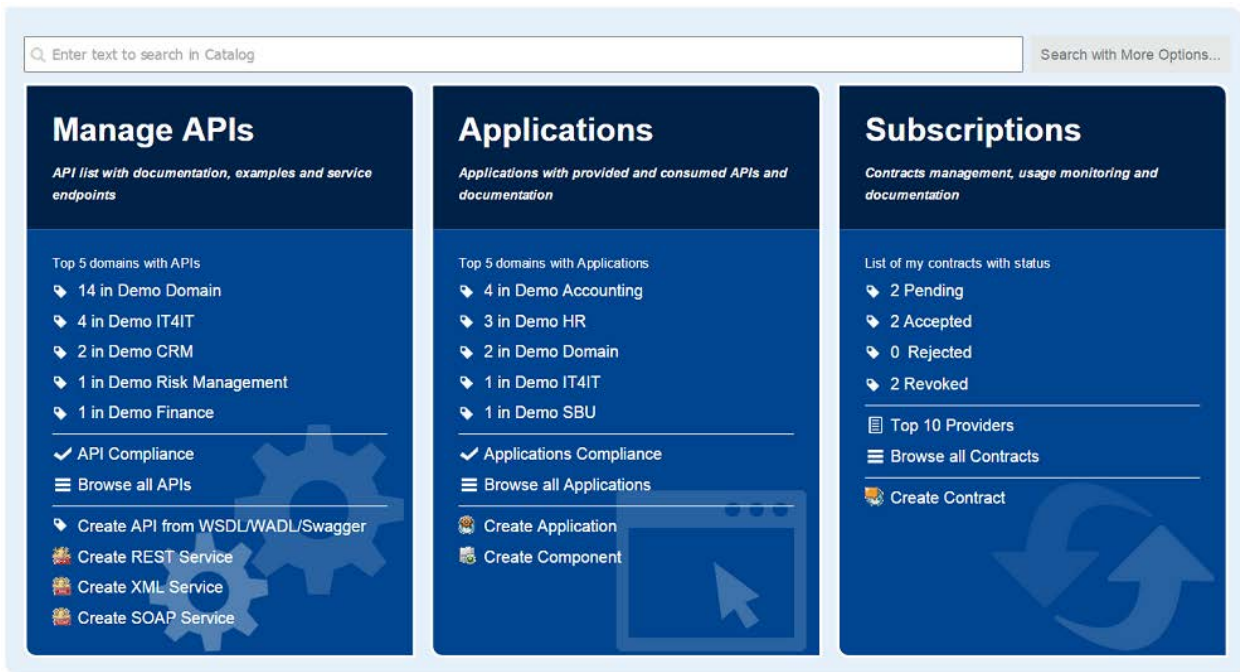 Enter text to search in Catalog
Search with More Options...
Manage APIs
API list with documentation, examples and service
endpoints
Top 5 domains with APIs
14 in Demo Domain
4 in Demo IT4IT
2 in Demo CRM
1 in Demo Risk Management
1 in Demo Finance
API Compliance
Browse all APIs
Create API from WSDL/WADL/Swagger
Create REST Service
Create XML Service
Create SOAP Service
Applications
Applications with provided and consumed APIs and
documentation
Top 5 domains with Applications
4 in Demo Accounting
3 in Demo HR
2 in Demo Domain
1 in Demo IT4IT
1 in Demo SBU
Applications Compliance
Browse all Applications
Create Application
Create Component
Subscriptions
Contracts management, usage monitoring and
documentation
List of my contracts with status
2 Pending
2 Accepted
0 Rejected
2 Revoked
Top 10 Providers
Browse all Contracts
Create Contract